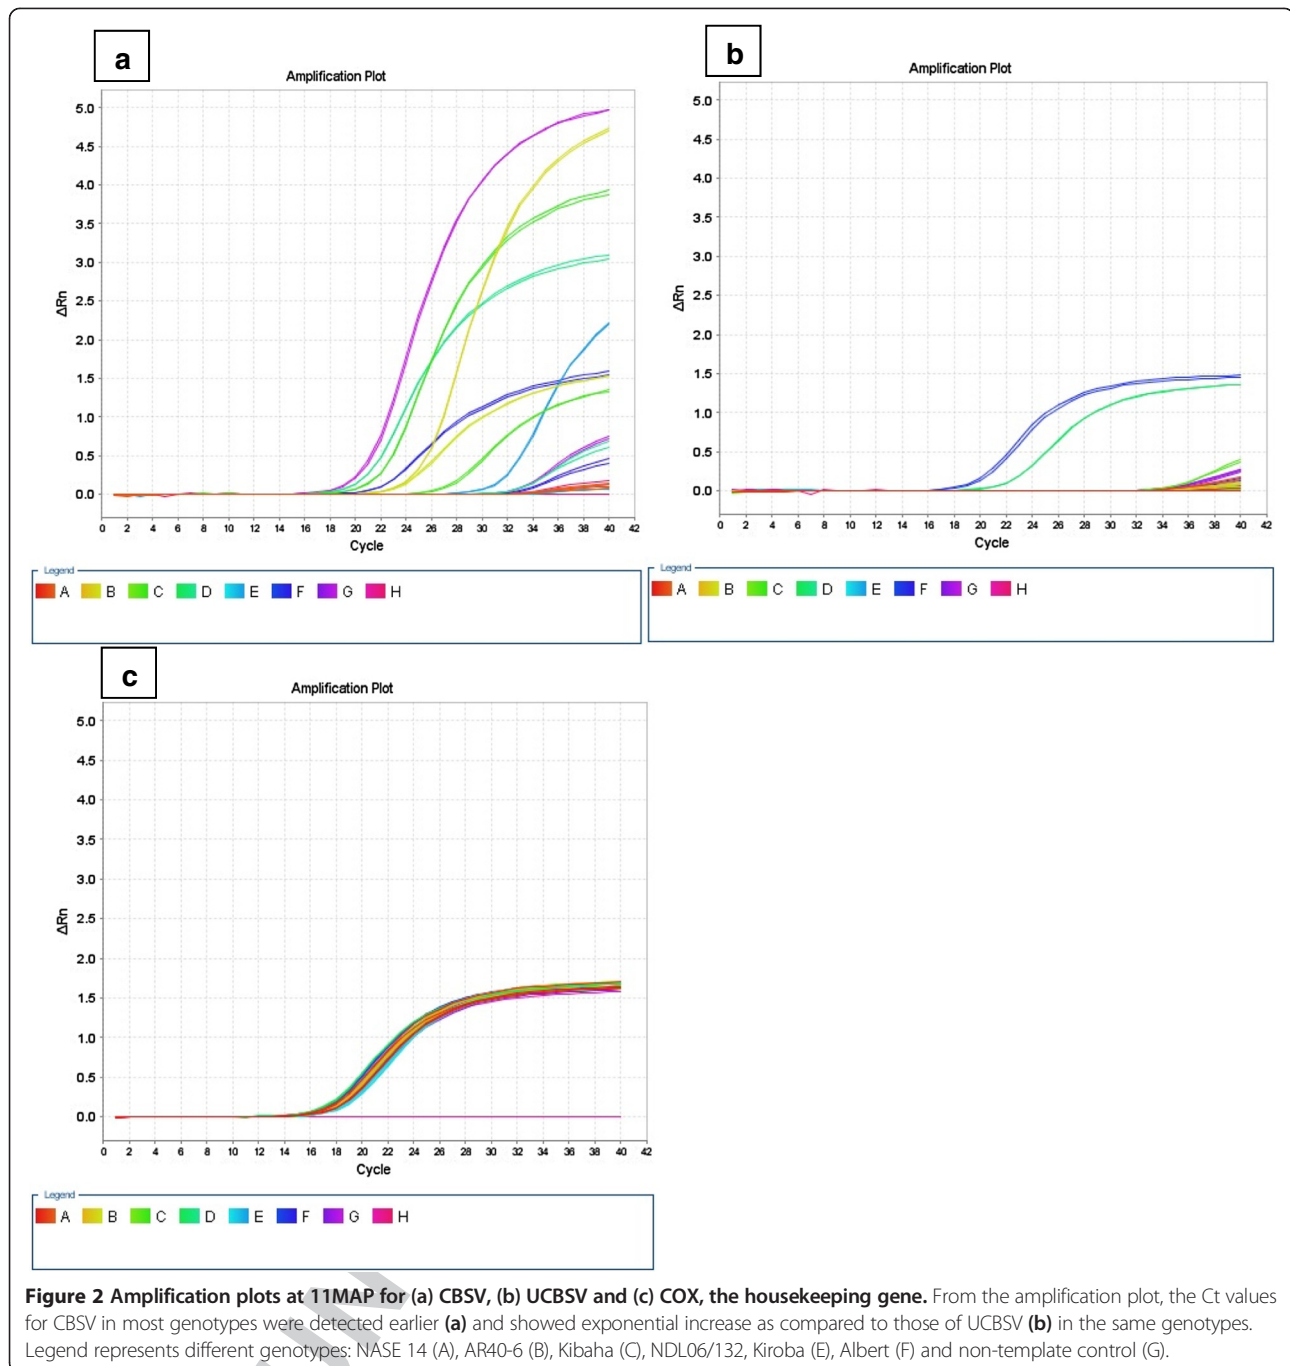 a
Amplification Plot
5.0
4.5
4.0
3.5
3.0
2.5
2.0
1.5
1.0
0.5
0.0
ΔRn
0 2 4 6 8 10 12 14 16 18 20 22 24 26 28 30 32 34 36 38 40 42
Cycle
Legend
A B C D E F G H
b
Amplification Plot
5.0
4.5
4.0
3.5
3.0
2.5
2.0
1.5
1.0
0.5
0.0
ΔRn
0 2 4 6 8 10 12 14 16 18 20 22 24 26 28 30 32 34 36 38 40 42
Cycle
Legend
A B C D E F G H
c
Amplification Plot
5.0
4.5
4.0
3.5
3.0
2.5
2.0
1.5
1.0
0.5
0.0
ΔRn
0 2 4 6 8 10 12 14 16 18 20 22 24 26 28 30 32 34 36 38 40 42
Cycle
Legend
A B C D E F G H
Figure 2 Amplification plots at 11MAP for (a) CBSV, (b) UCBSV and (c) COX, the housekeeping gene. From the amplification plot, the Ct values
for CBSV in most genotypes were detected earlier (a) and showed exponential increase as compared to those of UCBSV (b) in the same genotypes.
Legend represents different genotypes: NASE 14 (A), AR40-6 (B), Kibaha (C), NDL06/132, Kiroba (E), Albert (F) and non-template control (G).